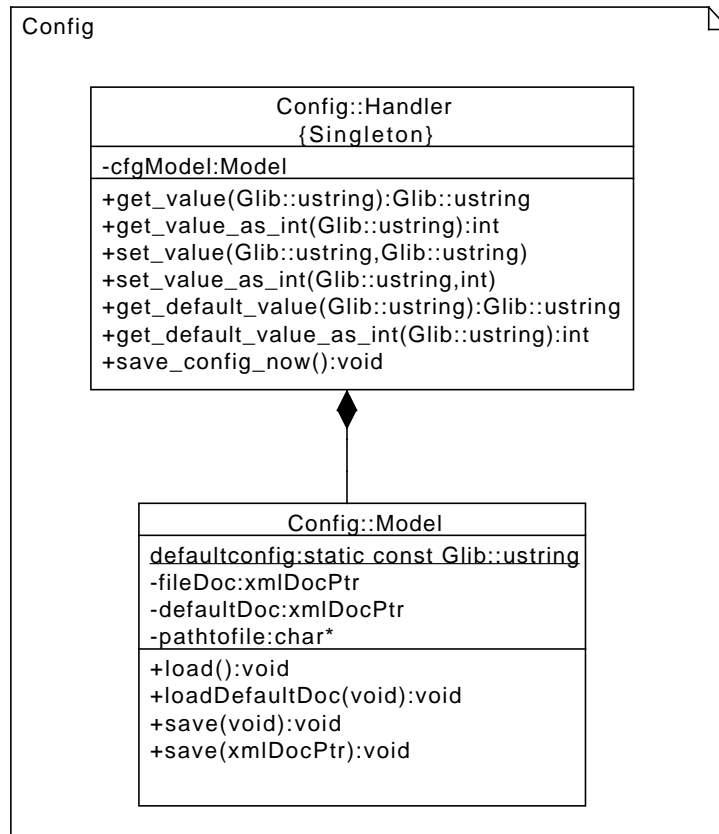 Config
Config::Handler
{Singleton}
-cfgModel:Model
+get_value(Glib::ustring):Glib::ustring
+get_value_as_int(Glib::ustring):int
+set_value(Glib::ustring,Glib::ustring)
+set_value_as_int(Glib::ustring,int)
+get_default_value(Glib::ustring):Glib::ustring
+get_default_value_as_int(Glib::ustring):int
+save_config_now():void
Config::Model
defaultconfig:static const Glib::ustring
-fileDoc:xmlDocPtr
-defaultDoc:xmlDocPtr
-pathtofile:char*
+load():void
+loadDefaultDoc(void):void
+save(void):void
+save(xmlDocPtr):void